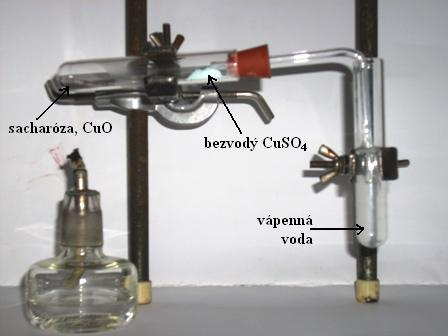 sacharóza, CuO
bezvodý CuSO₄
vápenná
voda